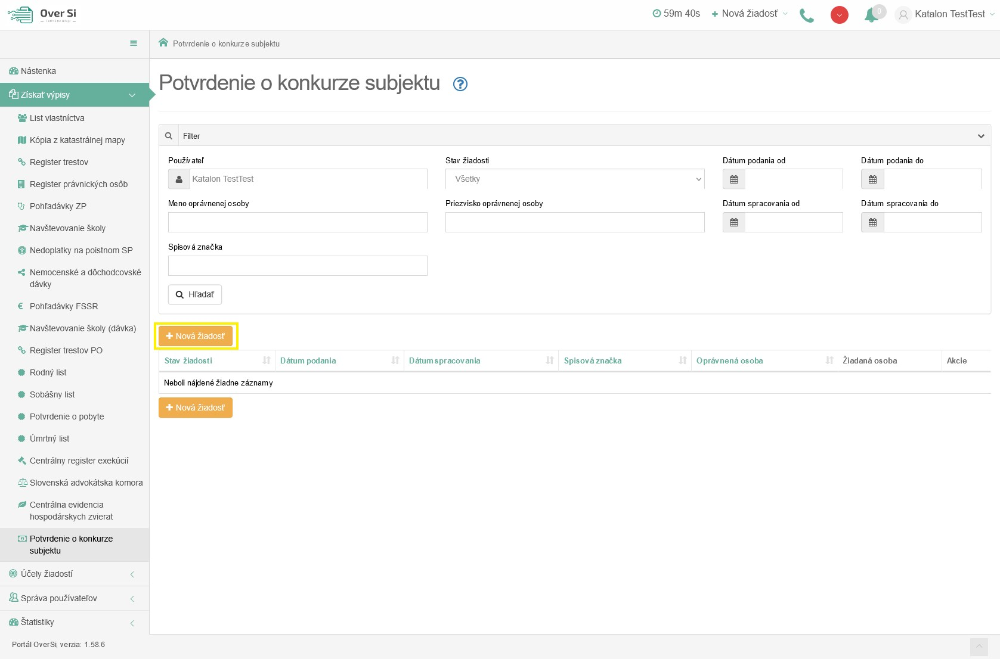 Over Si
59m 40s
Nová žiadosť
0
Katalon TestTest
Potvrdenie o konkurze subjektu
Nástenka
Získať výpisy
List vlastníctva
Kópia z katastrálnej mapy
Register trestov
Register právnických osôb
Pohľadávky ZP
Navštevovanie školy
Nedoplatky na poistnom SP
Nemocenské a dôchodcovské
dávky
Pohľadávky FSSR
Navštevovanie školy (dávka)
Register trestov PO
Rodný list
Sobášny list
Potvrdenie o pobyte
Úmrtný list
Centrálny register exekúcií
Slovenská advokátska komora
Centrálna evidencia
hospodárskych zvierat
Potvrdenie o konkurze
subjektu
Účely žiadostí
Správa používateľov
Štatistiky
Portál OverSi, verzia: 1.58.6
Potvrdenie o konkurze subjektu
Filter
Používateľ
Stav žiadosti
Dátum podania od
Dátum podania do
Katalon TestTest
Všetky
Meno oprávnenej osoby
Priezvisko oprávnenej osoby
Dátum spracovania od
Dátum spracovania do
Spisová značka
Hľadať
Nová žiadosť
Stav žiadosti
Dátum podania
Dátum spracovania
Spisová značka
Oprávnená osoba
Žiadaná osoba
Akcie
Neboli nájdené žiadne záznamy
Nová žiadosť